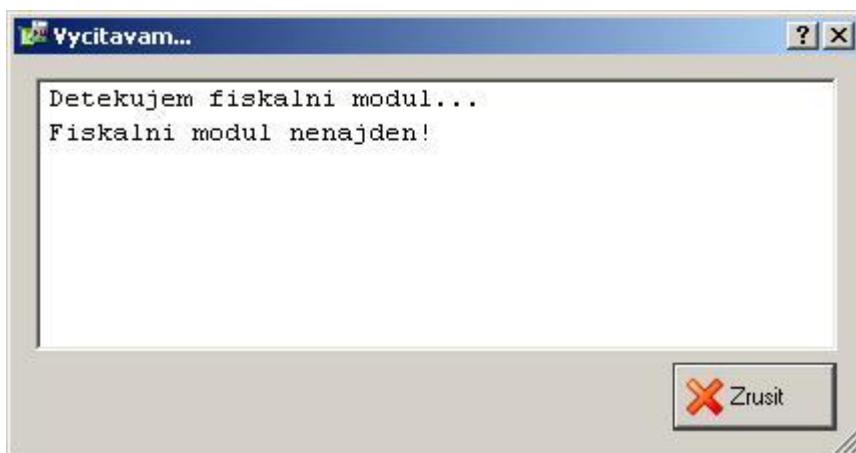 Vycitavam...
Detekujem fiskalni modul...
Fiskalni modul nenajden!
Zrusit